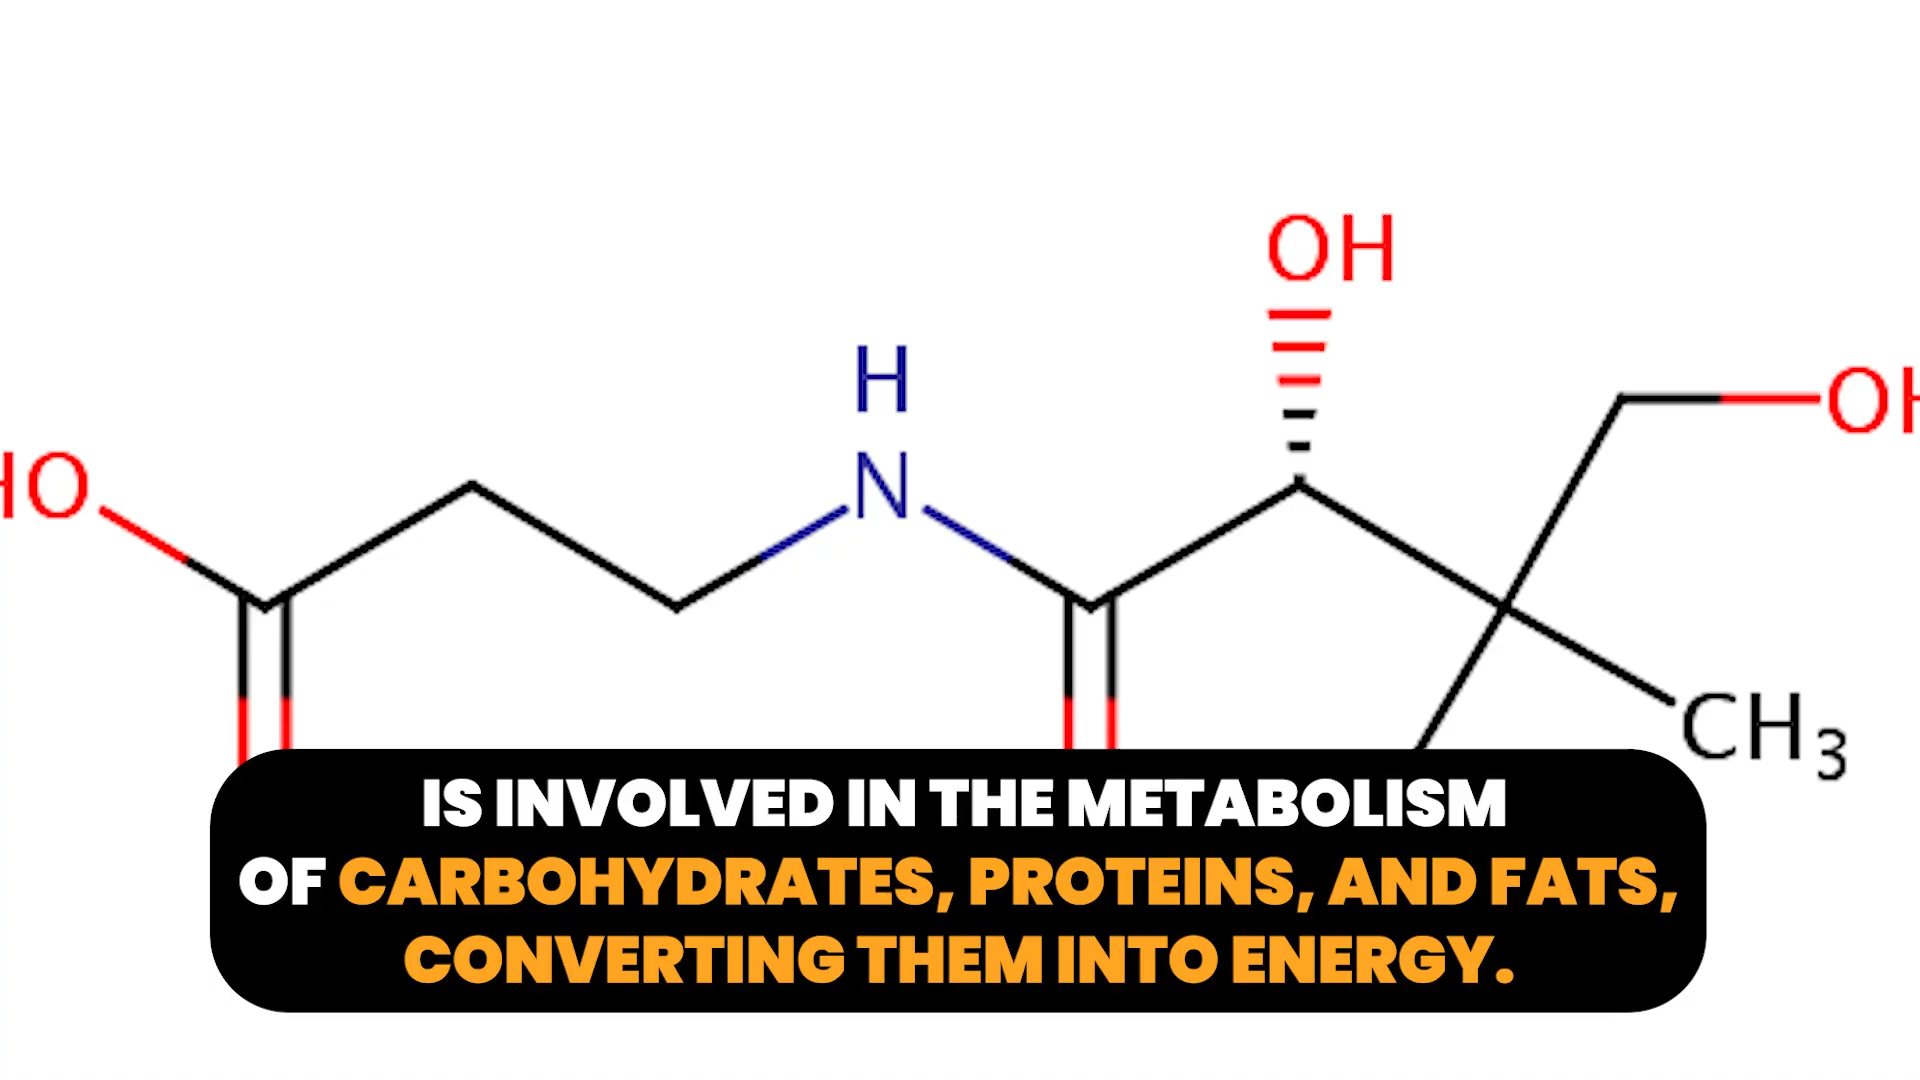 OH
H
OH
HO
N
CH3
IS INVOLVED IN THE METABOLISM
OF CARBOHYDRATES, PROTEINS, AND FATS,
CONVERTING THEM INTO ENERGY.